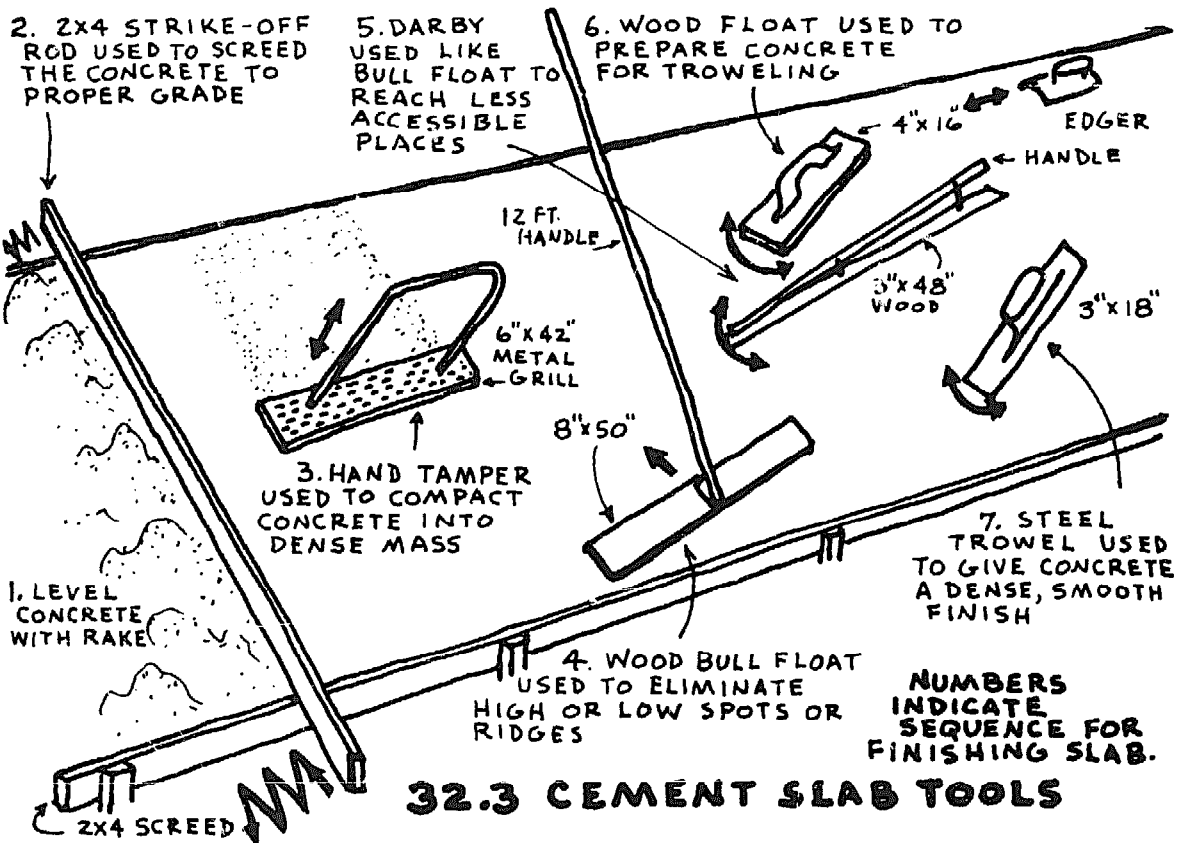 2. 2X4 STRIKE-OFF
ROD USED TO SCREED
THE CONCRETE TO
PROPER GRADE
5. DARBY
USED LIKE
BULL FLOAT TO
REACH LESS
ACCESSIBLE
PLACES
6. WOOD FLOAT USED TO
PREPARE CONCRETE
FOR TROWELING
4"X16"
EDGER
HANDLE
12 FT.
HANDLE
3"X48"
WOOD
3"X18"
6"X42"
METAL
GRILL
8"X50"
3. HAND TAMPER
USED TO COMPACT
CONCRETE INTO
DENSE MASS
1. LEVEL
CONCRETE
WITH RAKE
7. STEEL
TROWEL USED
TO GIVE CONCRETE
A DENSE, SMOOTH
FINISH
4. WOOD BULL FLOAT
USED TO ELIMINATE
HIGH OR LOW SPOTS OR
RIDGES
NUMBERS
INDICATE
SEQUENCE FOR
FINISHING SLAB.
2X4 SCREED
32.3 CEMENT SLAB TOOLS